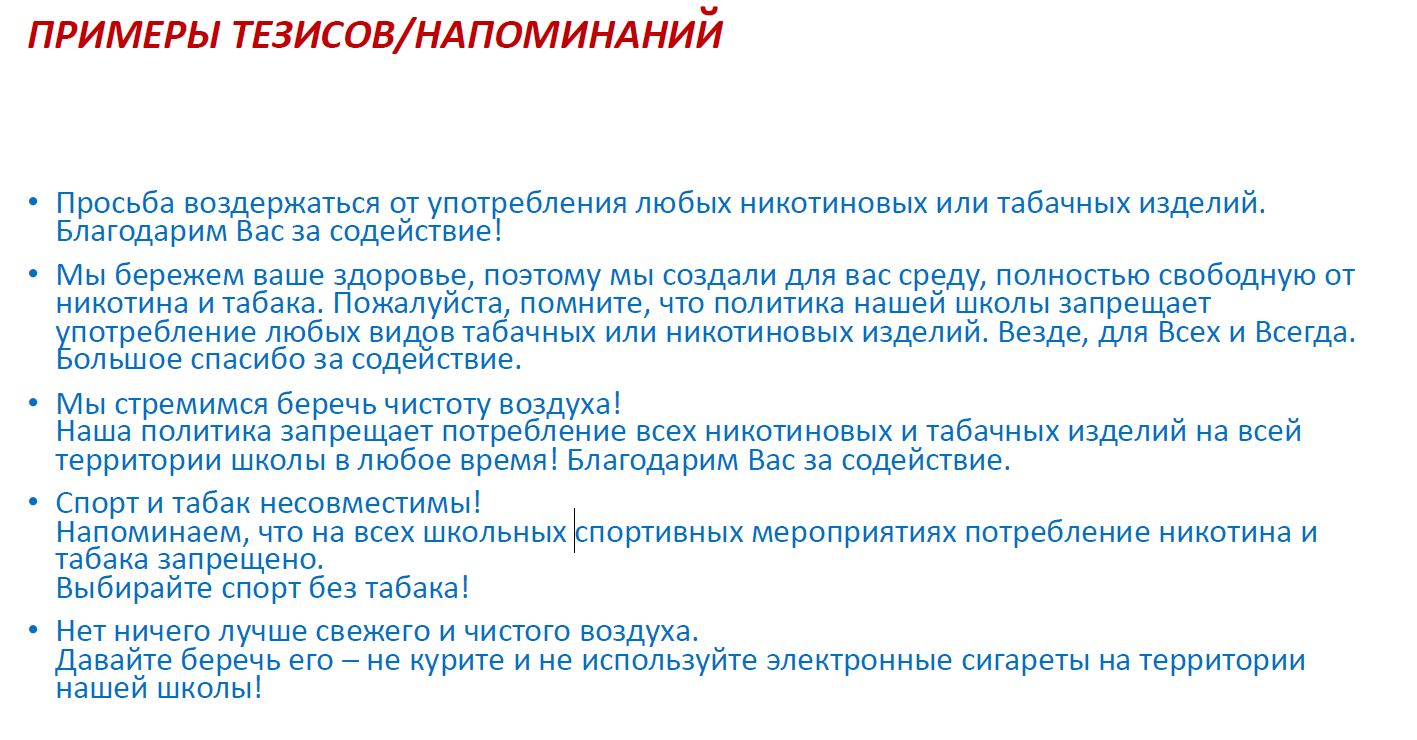 ПРИМЕРЫ ТЕЗИСОВ/НАПОМИНАНИЙ
• Просьба воздержаться от употребления любых никотиновых или табачных изделий.
Благодарим Вас за содействие!
• Мы бережем ваше здоровье, поэтому мы создали для вас среду, полностью свободную от
никотина и табака. Пожалуйста, помните, что политика нашей школы запрещает
употребление любых видов табачных или никотиновых изделий. Везде, для Всех и Всегда.
Большое спасибо за содействие.
• Мы стремимся беречь чистоту воздуха!
Наша политика запрещает потребление всех никотиновых и табачных изделий на всей
территории школы в любое время! Благодарим Вас за содействие.
• Спорт и табак несовместимы!
Напоминаем, что на всех школьных спортивных мероприятиях потребление никотина и
табака запрещено.
Выбирайте спорт без табака!
• Нет ничего лучше свежего и чистого воздуха.
Давайте беречь его – не курите и не используйте электронные сигареты на территории
нашей школы!